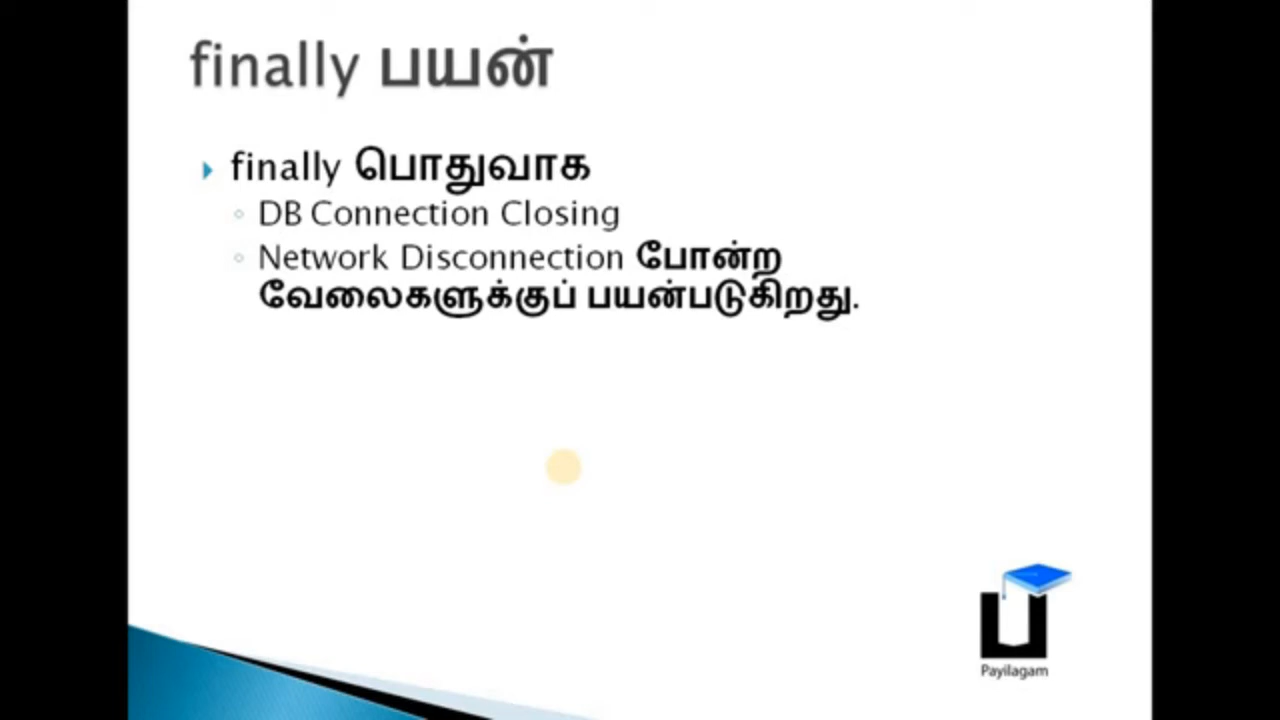 finally பயன்
finally பொதுவாக
DB Connection Closing
Network Disconnection போன்ற
வேலைகளுக்குப் பயன்படுகிறது.
Payilagam